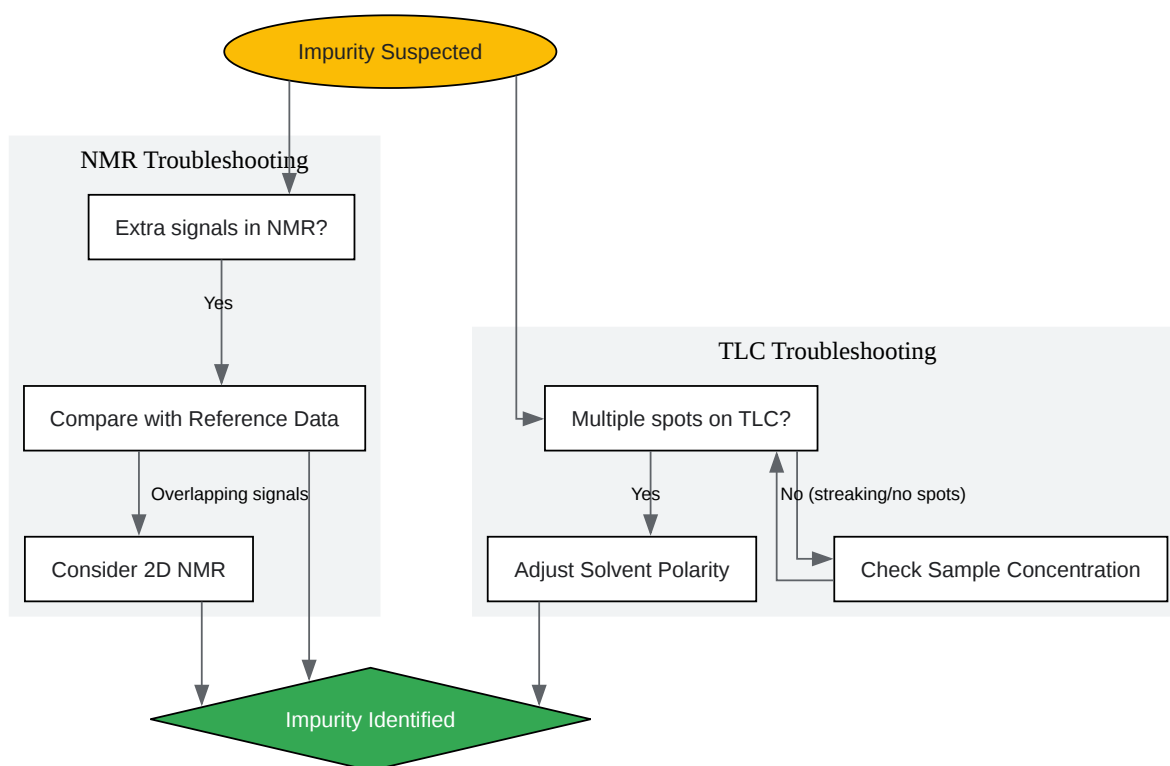 Impurity Suspected
NMR Troubleshooting
Extra signals in NMR?
Yes
Compare with Reference Data
Overlapping signals
Consider 2D NMR
TLC Troubleshooting
Multiple spots on TLC?
Yes
No (streaking/no spots)
Adjust Solvent Polarity
Check Sample Concentration
Impurity Identified